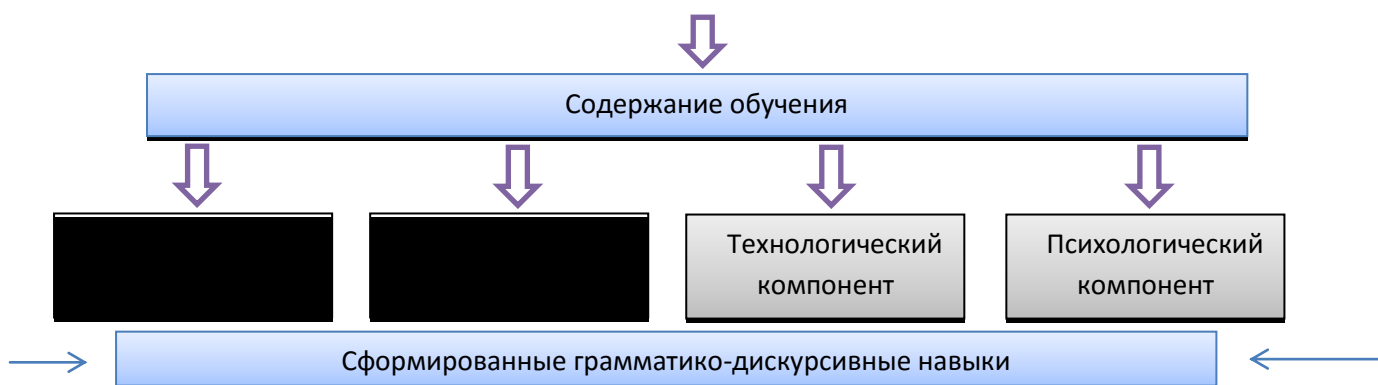 Содержание обучения
Технологический
компонент
Психологический
компонент
Сформированные грамматико-дискурсивные навыки